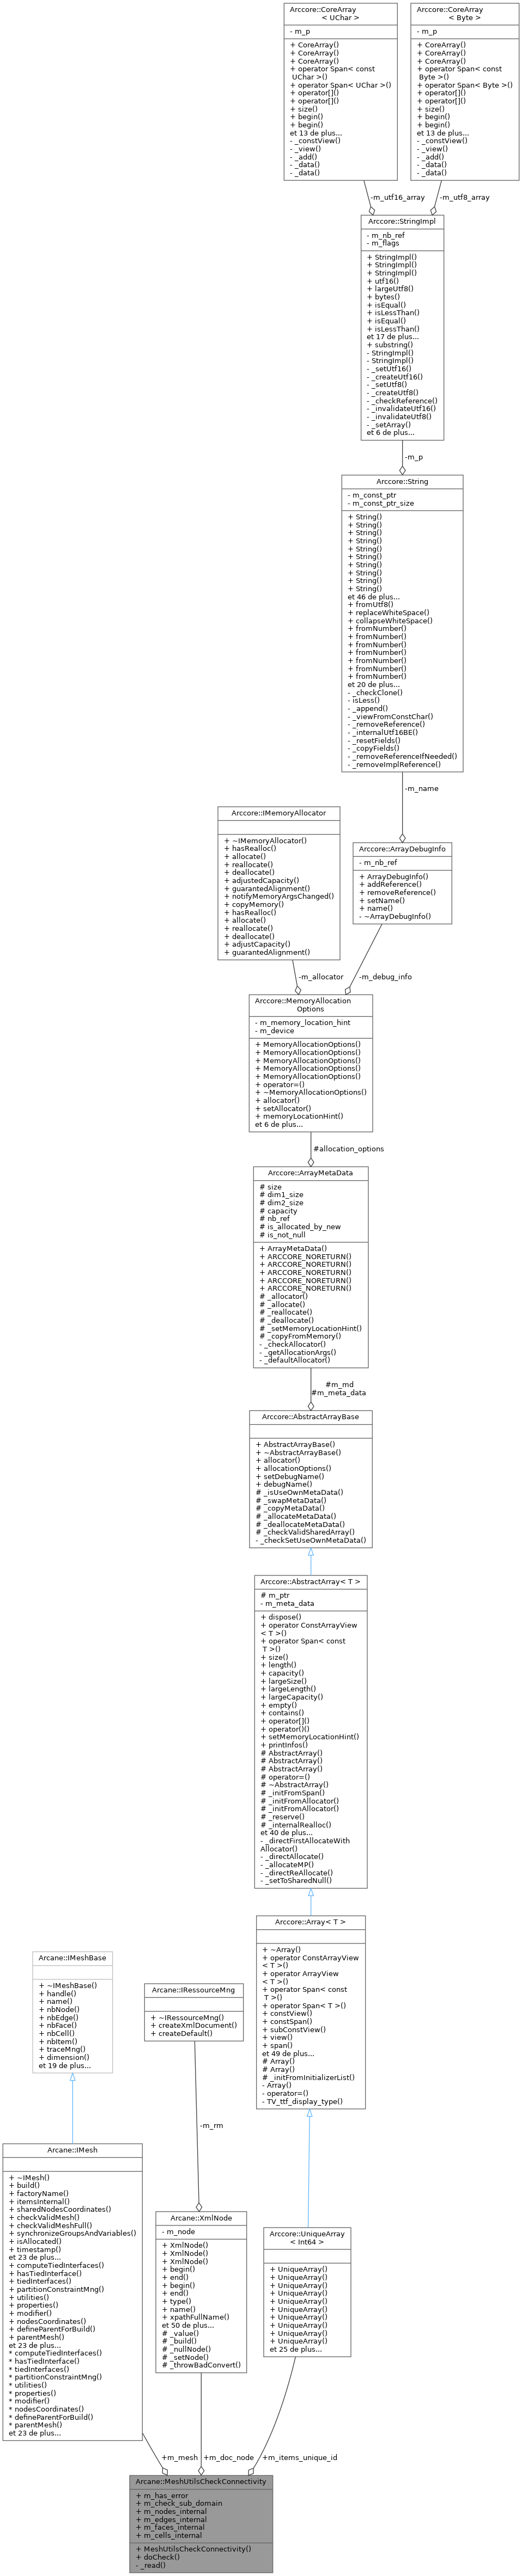 Arccore::CoreArray
< UChar >
- m_p
+ CoreArray()
+ CoreArray()
+ CoreArray()
+ operator Span< const
UChar >()
+ operator Span< UChar >()
+ operator[]()
+ operator[]()
+ size()
+ begin()
+ begin()
et 13 de plus...
- _constView()
- _view()
- _add()
- _data()
- _data()
Arccore::CoreArray
< Byte >
- m_p
+ CoreArray()
+ CoreArray()
+ CoreArray()
+ operator Span< const
Byte >()
+ operator Span< Byte >()
+ operator[]()
+ operator[]()
+ size()
+ begin()
+ begin()
et 13 de plus...
- _constView()
- _view()
- _add()
- _data()
- _data()
-m_utf16_array
-m_utf8_array
Arccore::StringImpl
- m_nb_ref
- m_flags
+ StringImpl()
+ StringImpl()
+ StringImpl()
+ utf16()
+ largeUtf8()
+ bytes()
+ isEqual()
+ isLessThan()
+ isEqual()
+ isLessThan()
et 17 de plus...
+ substring()
- StringImpl()
- StringImpl()
- _setUtf16()
- _createUtf16()
- _setUtf8()
- _createUtf8()
- _checkReference()
- _invalidateUtf16()
- _invalidateUtf8()
- _setArray()
et 6 de plus...
-m_p
Arccore::String
- m_const_ptr
- m_const_ptr_size
+ String()
+ String()
+ String()
+ String()
+ String()
+ String()
+ String()
+ String()
+ String()
+ String()
et 46 de plus...
+ fromUtf8()
+ replaceWhiteSpace()
+ collapseWhiteSpace()
+ fromNumber()
+ fromNumber()
+ fromNumber()
+ fromNumber()
+ fromNumber()
+ fromNumber()
+ fromNumber()
et 20 de plus...
- _checkClone()
- isLess()
- _append()
- _viewFromConstChar()
- _removeReference()
- _internalUtf16BE()
- _resetFields()
- _copyFields()
- _removeReferenceIfNeeded()
- _removeImplReference()
-m_name
Arccore::IMemoryAllocator
+ ~IMemoryAllocator()
+ hasRealloc()
+ allocate()
+ reallocate()
+ deallocate()
+ adjustedCapacity()
+ guarantedAlignment()
+ notifyMemoryArgsChanged()
+ copyMemory()
+ hasRealloc()
+ allocate()
+ reallocate()
+ deallocate()
+ adjustCapacity()
+ guarantedAlignment()
Arccore::ArrayDebugInfo
- m_nb_ref
+ ArrayDebugInfo()
+ addReference()
+ removeReference()
+ setName()
+ name()
- ~ArrayDebugInfo()
-m_allocator
-m_debug_info
Arccore::MemoryAllocation
Options
- m_memory_location_hint
- m_device
+ MemoryAllocationOptions()
+ MemoryAllocationOptions()
+ MemoryAllocationOptions()
+ MemoryAllocationOptions()
+ MemoryAllocationOptions()
+ operator=()
+ ~MemoryAllocationOptions()
+ allocator()
+ setAllocator()
+ memoryLocationHint()
et 6 de plus...
#allocation_options
Arccore::ArrayMetaData
# size
# dim1_size
# dim2_size
# capacity
# nb_ref
# is_allocated_by_new
# is_not_null
+ ArrayMetaData()
+ ARCCORE_NORETURN()
+ ARCCORE_NORETURN()
+ ARCCORE_NORETURN()
+ ARCCORE_NORETURN()
+ ARCCORE_NORETURN()
# _allocator()
# _allocate()
# _reallocate()
# _deallocate()
# _setMemoryLocationHint()
# _copyFromMemory()
- _checkAllocator()
- _getAllocationArgs()
- _defaultAllocator()
#m_md
#m_meta_data
Arccore::AbstractArrayBase
+ AbstractArrayBase()
+ ~AbstractArrayBase()
+ allocator()
+ allocationOptions()
+ setDebugName()
+ debugName()
# _isUseOwnMetaData()
# _swapMetaData()
# _copyMetaData()
# _allocateMetaData()
# _deallocateMetaData()
# _checkValidSharedArray()
- _checkSetUseOwnMetaData()
Arccore::AbstractArray< T >
# m_ptr
- m_meta_data
+ dispose()
+ operator ConstArrayView
< T >()
+ operator Span< const
T >()
+ size()
+ length()
+ capacity()
+ largeSize()
+ largeLength()
+ largeCapacity()
+ empty()
+ contains()
+ operator[]()
+ operator()()
+ setMemoryLocationHint()
+ printInfos()
# AbstractArray()
# AbstractArray()
# AbstractArray()
# operator=()
# ~AbstractArray()
# _initFromSpan()
# _initFromAllocator()
# _initFromAllocator()
# _reserve()
# _internalRealloc()
et 40 de plus...
- _directFirstAllocateWith
Allocator()
- _directAllocate()
- _allocateMP()
- _directReAllocate()
- _setToSharedNull()
Arccore::Array< T >
+ ~Array()
+ operator ConstArrayView
< T >()
+ operator ArrayView
< T >()
+ operator Span< const
T >()
+ operator Span< T >()
+ constView()
+ constSpan()
+ subConstView()
+ view()
+ span()
et 49 de plus...
# Array()
# Array()
# _initFromInitializerList()
- Array()
- operator=()
- TV_ttf_display_type()
Arcane::IMeshBase
+ ~IMeshBase()
+ handle()
+ name()
+ nbNode()
+ nbEdge()
+ nbFace()
+ nbCell()
+ nbItem()
+ traceMng()
+ dimension()
et 19 de plus...
Arcane::IRessourceMng
+ ~IRessourceMng()
+ createXmlDocument()
+ createDefault()
-m_rm
Arcane::IMesh
+ ~IMesh()
+ build()
+ factoryName()
+ itemsInternal()
+ sharedNodesCoordinates()
+ checkValidMesh()
+ checkValidMeshFull()
+ synchronizeGroupsAndVariables()
+ isAllocated()
+ timestamp()
et 23 de plus...
+ computeTiedInterfaces()
+ hasTiedInterface()
+ tiedInterfaces()
+ partitionConstraintMng()
+ utilities()
+ properties()
+ modifier()
+ nodesCoordinates()
+ defineParentForBuild()
+ parentMesh()
et 23 de plus...
* computeTiedInterfaces()
* hasTiedInterface()
* tiedInterfaces()
* partitionConstraintMng()
* utilities()
* properties()
* modifier()
* nodesCoordinates()
* defineParentForBuild()
* parentMesh()
et 23 de plus...
Arcane::XmlNode
- m_node
+ XmlNode()
+ XmlNode()
+ XmlNode()
+ begin()
+ end()
+ begin()
+ end()
+ type()
+ name()
+ xpathFullName()
et 50 de plus...
# _value()
# _build()
# _nullNode()
# _setNode()
# _throwBadConvert()
Arccore::UniqueArray
< Int64 >
+ UniqueArray()
+ UniqueArray()
+ UniqueArray()
+ UniqueArray()
+ UniqueArray()
+ UniqueArray()
+ UniqueArray()
+ UniqueArray()
+ UniqueArray()
+ UniqueArray()
et 25 de plus...
+m_mesh
+m_doc_node
+m_items_unique_id
Arcane::MeshUtilsCheckConnectivity
+ m_has_error
+ m_check_sub_domain
+ m_nodes_internal
+ m_edges_internal
+ m_faces_internal
+ m_cells_internal
+ MeshUtilsCheckConnectivity()
+ doCheck()
- _read()